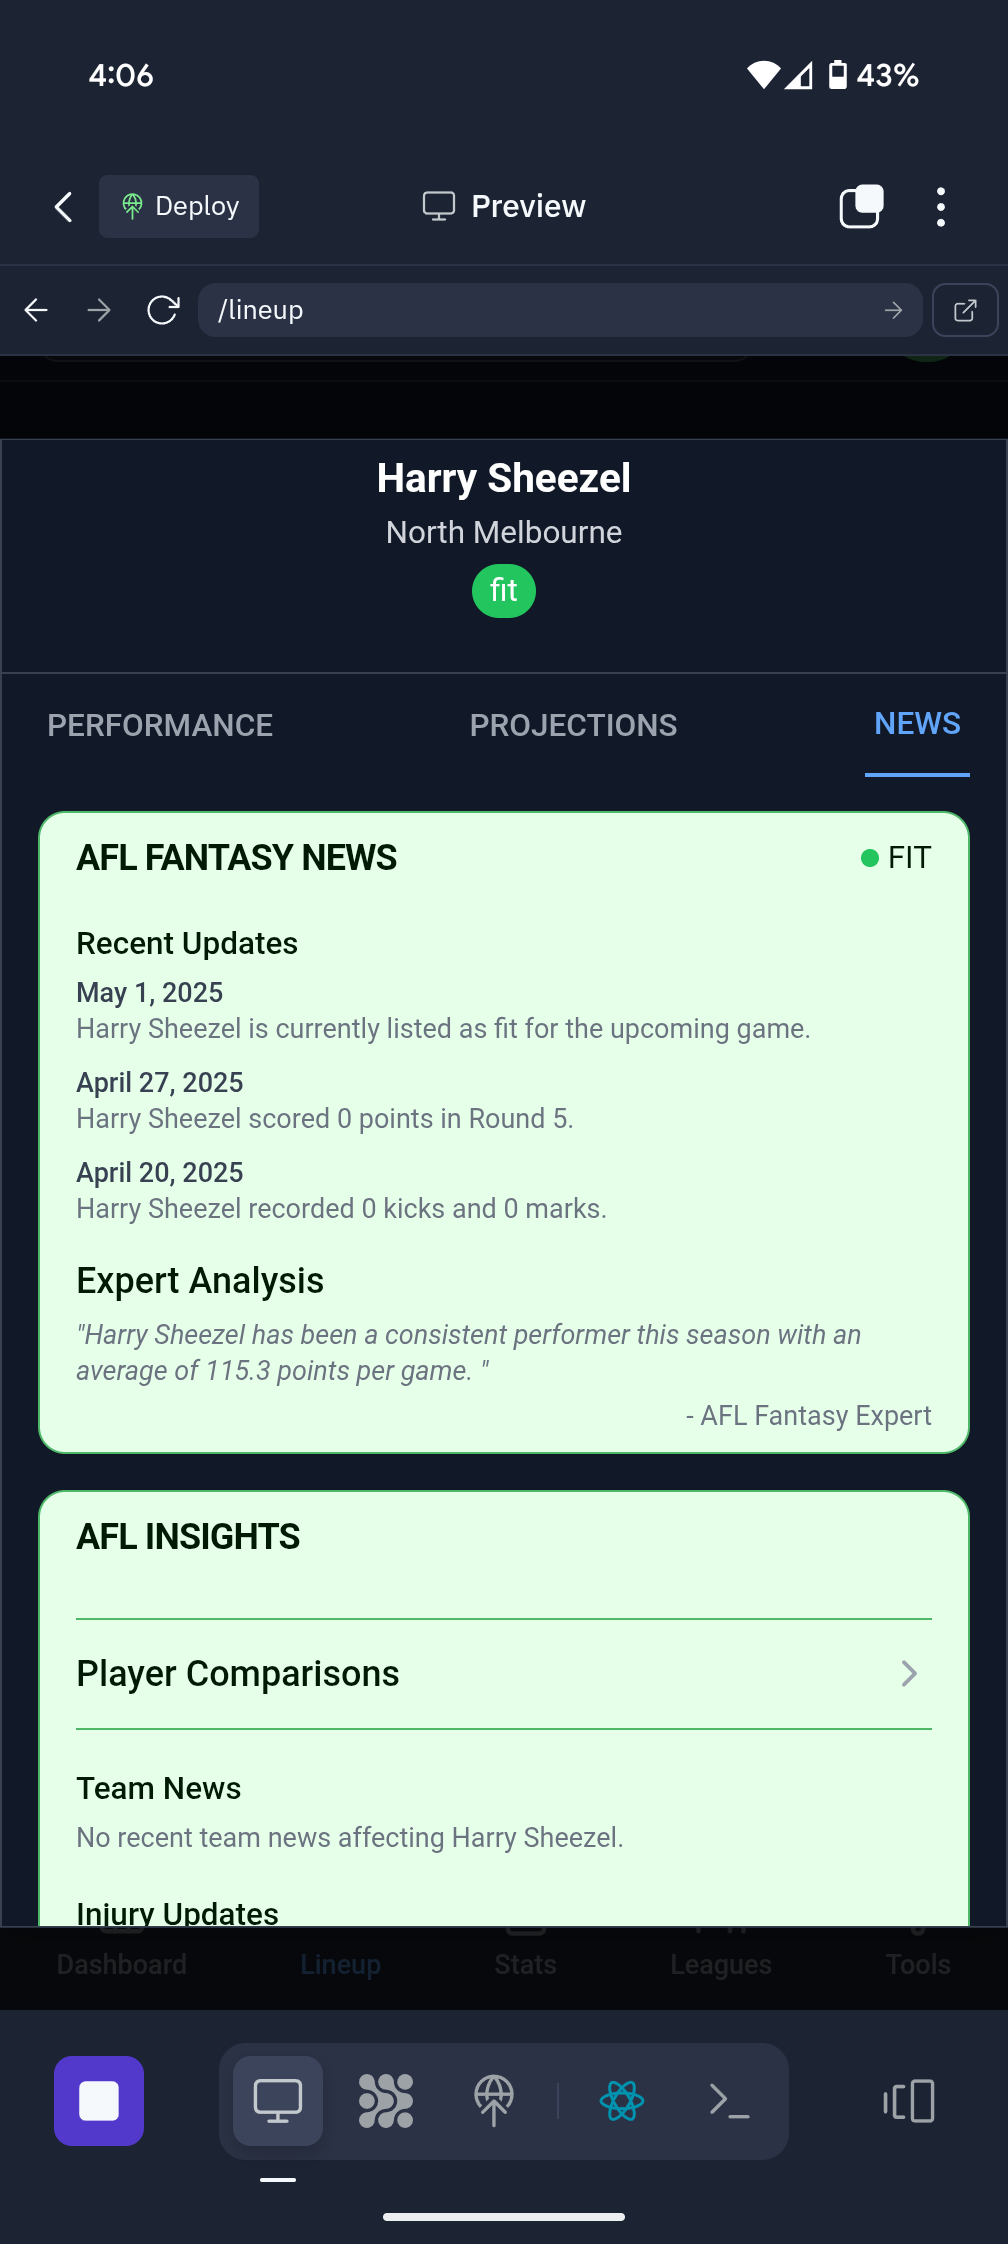 4:06
43%
Deploy
Preview
/lineup
Harry Sheezel
North Melbourne
fit
PERFORMANCE PROJECTIONS NEWS
AFL FANTASY NEWS
FIT
Recent Updates
May 1, 2025
Harry Sheezel is currently listed as fit for the upcoming game.
April 27, 2025
Harry Sheezel scored 0 points in Round 5.
April 20, 2025
Harry Sheezel recorded 0 kicks and 0 marks.
Expert Analysis
"Harry Sheezel has been a consistent performer this season with an
average of 115.3 points per game. "
- AFL Fantasy Expert
AFL INSIGHTS
Player Comparisons
Team News
No recent team news affecting Harry Sheezel.
Injury Updates
Dashboard Lineup Stats Leagues Tools